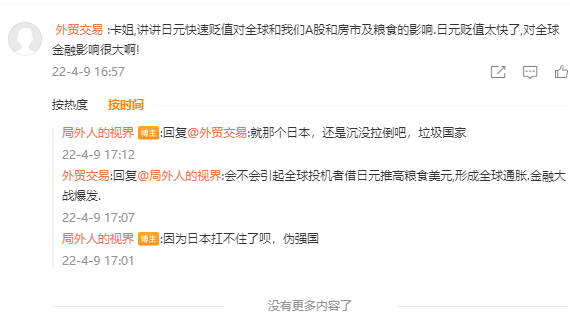 外贸交易 :卡姐,讲讲日元快速贬值对全球和我们A股和房市及粮食的影响.日元贬值太快了,对全球
金融影响很大啊!
22-4-9 16:57
按热度 按时间
局外人的视界 博主 :回复@外贸交易:就那个日本，还是沉没拉倒吧，垃圾国家
22-4-9 17:12
外贸交易:回复@局外人的视界:会不会引起全球投机者借日元推高粮食美元,形成全球通胀.金融大
战爆发.
22-4-9 17:07
局外人的视界 博主 :因为日本扛不住了呗，伪强国
22-4-9 17:01
没有更多内容了